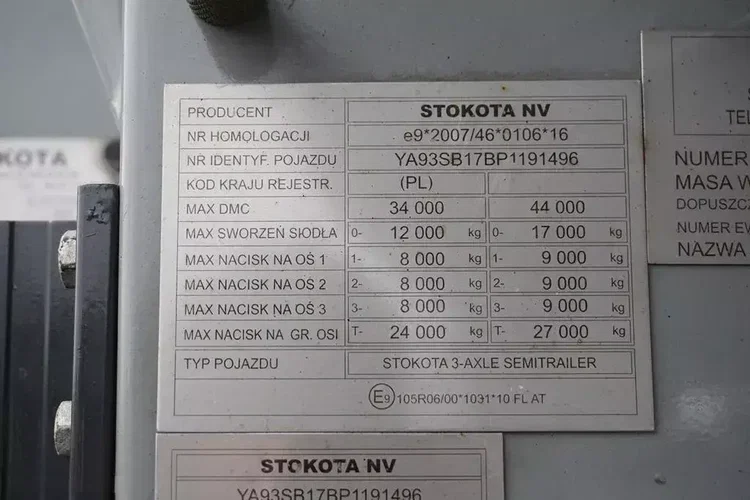 PRODUCENT STOKOTA NV
NR HOMOLOGACJI e9*2007/46*0106*16
NR IDENTYF. POJAZDU YA93SB17BP1191496
KOD KRAJU REJESTR. (PL)
MAX DMC 34 000 44 000
MAX SWORZEŃ SIODŁA 0- 12 000 kg 0- 17 000 kg
MAX NACISK NA OŚ 1 1- 8 000 kg 1- 9 000 kg
MAX NACISK NA OŚ 2 2- 8 000 kg 2- 9 000 kg
MAX NACISK NA OŚ 3 3- 8 000 kg 3- 9 000 kg
MAX NACISK NA GR. OSI T- 24 000 kg T- 27 000 kg
TYP POJAZDU STOKOTA 3-AXLE SEMITRAILER
E9 105R06/00*1031*10 FL AT
STOKOTA NV
YA93SB17BP1191496
OKOTA
TEL
NUMER
MASA W
DOPUSZCZ
NUMER EW
NAZWA